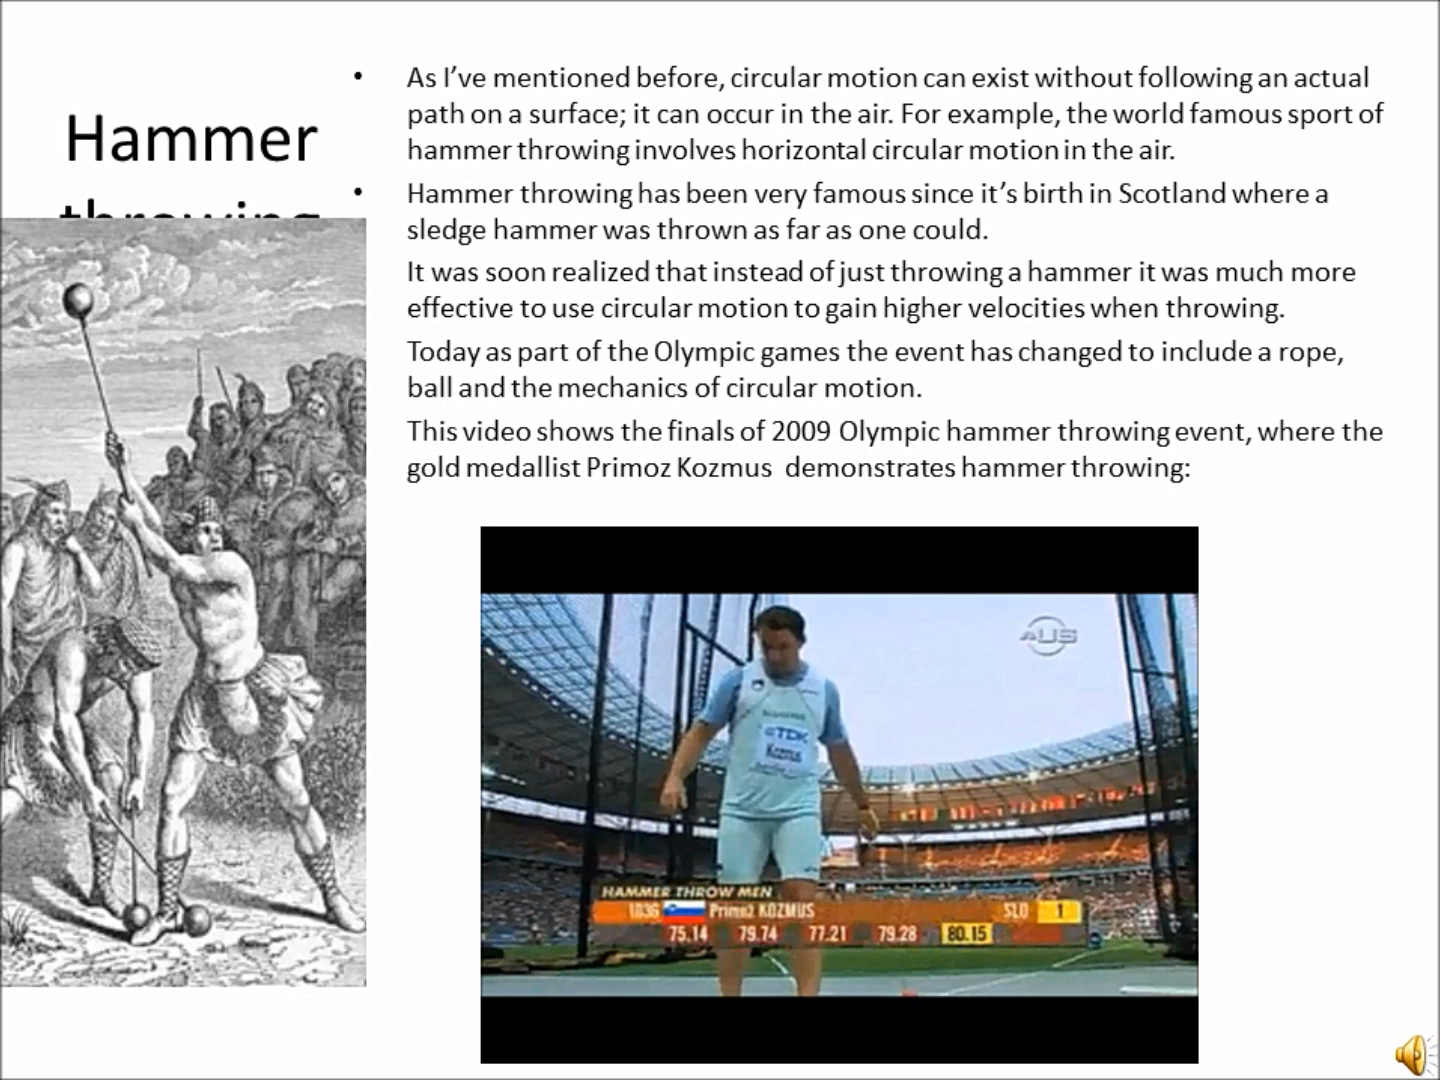 Hammer
throwing
• As I've mentioned before, circular motion can exist without following an actual
path on a surface; it can occur in the air. For example, the world famous sport of
hammer throwing involves horizontal circular motion in the air.
• Hammer throwing has been very famous since it's birth in Scotland where a
sledge hammer was thrown as far as one could.
It was soon realized that instead of just throwing a hammer it was much more
effective to use circular motion to gain higher velocities when throwing.
Today as part of the Olympic games the event has changed to include a rope,
ball and the mechanics of circular motion.
This video shows the finals of 2009 Olympic hammer throwing event, where the
gold medallist Primoz Kozmus demonstrates hammer throwing:
AUS
TDK
Kozmus
HAMMER THROW MEN
1036 Primoz KOZMUS SLO 1
75.14 79.74 77.21 79.28 80.15